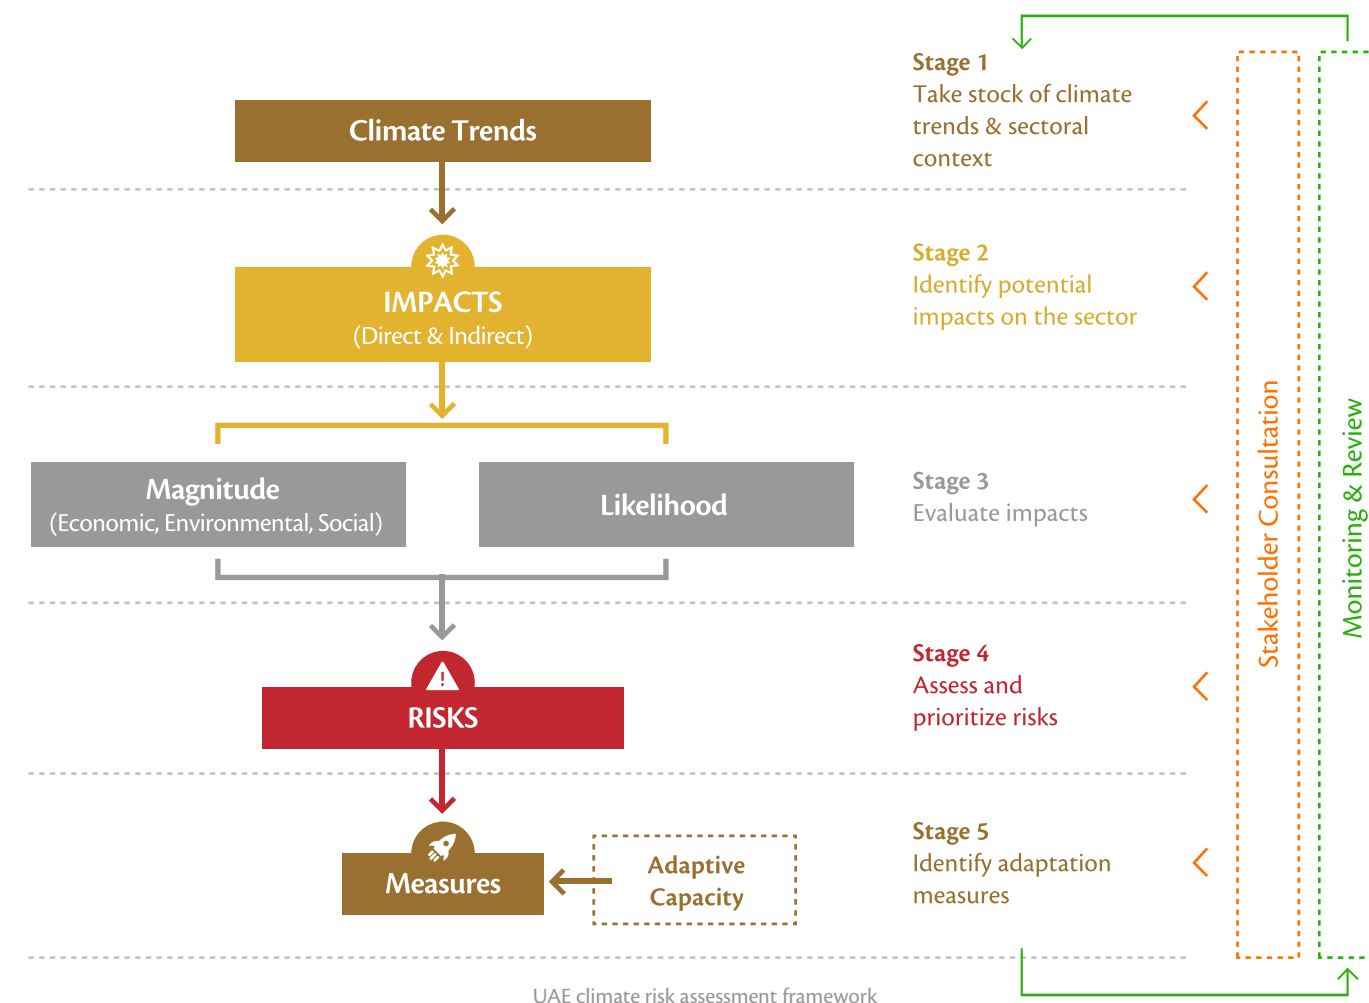 Stage 1
Take stock of climate
trends & sectoral
context
Climate Trends
Stage 2
Identify potential
impacts on the sector
IMPACTS
(Direct & Indirect)
Magnitude
(Economic, Environmental, Social)
Likelihood
Stage 3
Evaluate impacts
Stage 4
Assess and
prioritize risks
RISKS
Stage 5
Identify adaptation
measures
Measures
Adaptive
Capacity
Stakeholder Consultation
Monitoring & Review
UAE climate risk assessment framework